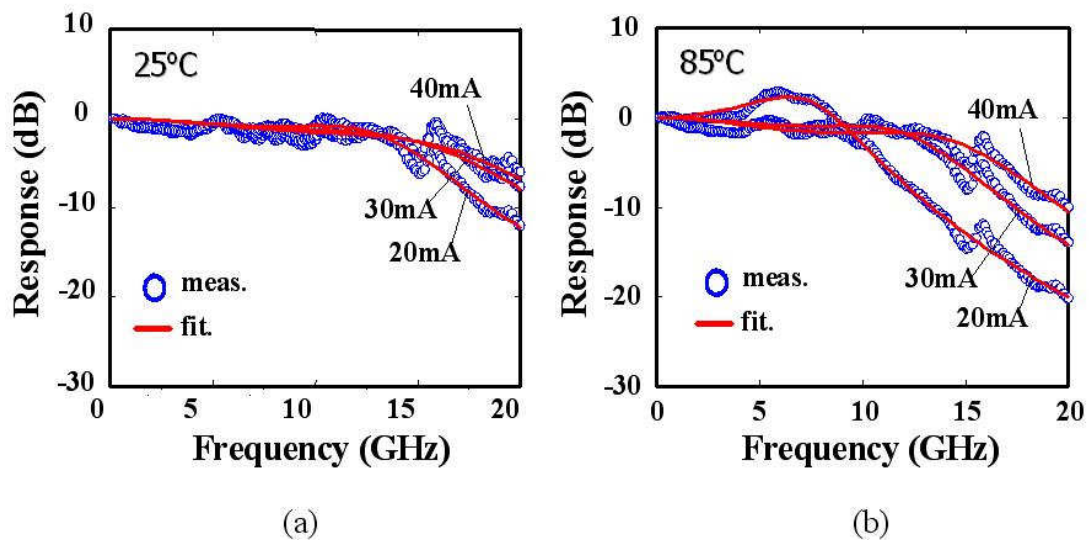 10
25ºC
40mA
0
Response (dB)
-10
30mA
20mA
meas.
-20
fit.
-30
0
5
10
15
20
Frequency (GHz)
(a)
10
85ºC
40mA
0
Response (dB)
-10
30mA
meas.
-20
20mA
fit.
-30
0
5
10
15
20
Frequency (GHz)
(b)